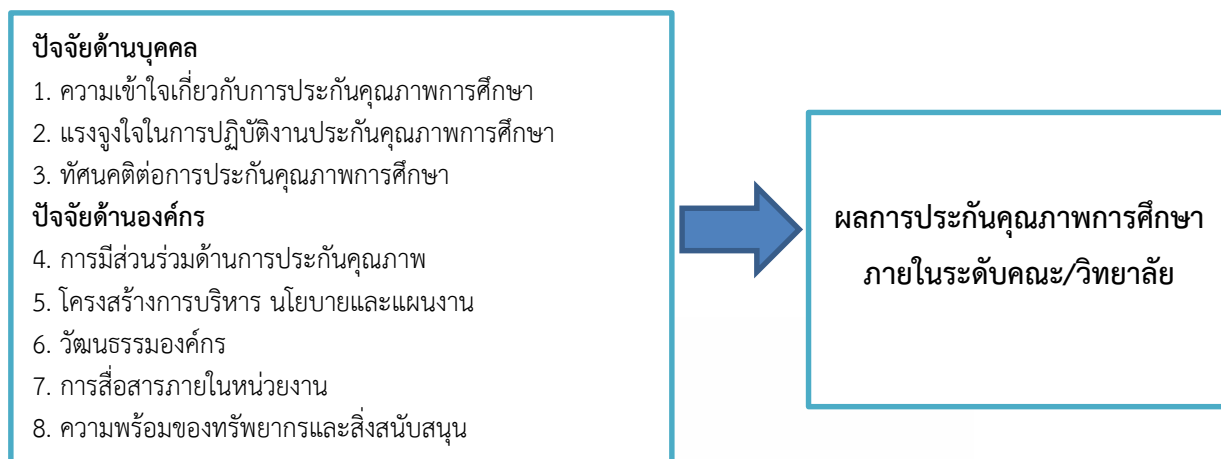 ปัจจัยด้านบุคคล
1. ความเข้าใจเกี่ยวกับการประกันคุณภาพการศึกษา
2. แรงจูงใจในการปฏิบัติงานประกันคุณภาพการศึกษา
3. ทัศนคติต่อการประกันคุณภาพการศึกษา
ปัจจัยด้านองค์กร
4. การมีส่วนร่วมด้านการประกันคุณภาพ
5. โครงสร้างการบริหาร นโยบายและแผนงาน
6. วัฒนธรรมองค์กร
7. การสื่อสารภายในหน่วยงาน
8. ความพร้อมของทรัพยากรและสิ่งสนับสนุน
ผลการประกันคุณภาพการศึกษา
ภายในระดับคณะ/วิทยาลัย